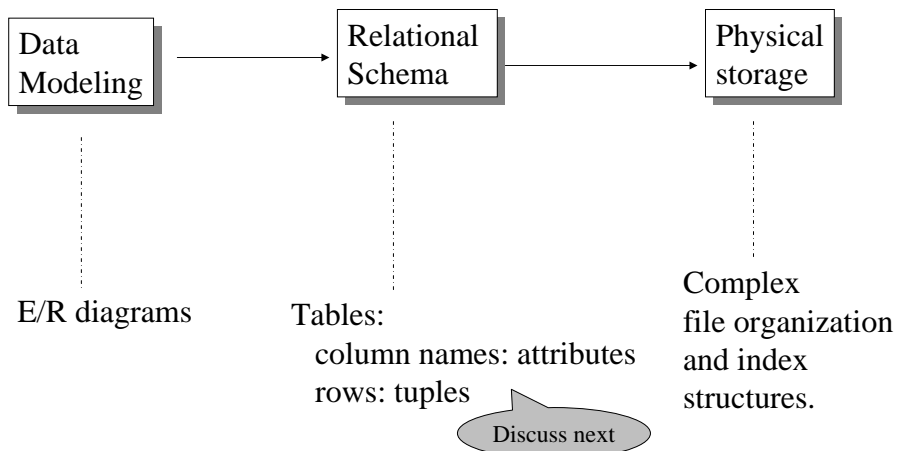 Data
Modeling
Relational
Schema
Physical
storage
E/R diagrams
Tables:
column names: attributes
rows: tuples
Discuss next
Complex
file organization
and index
structures.